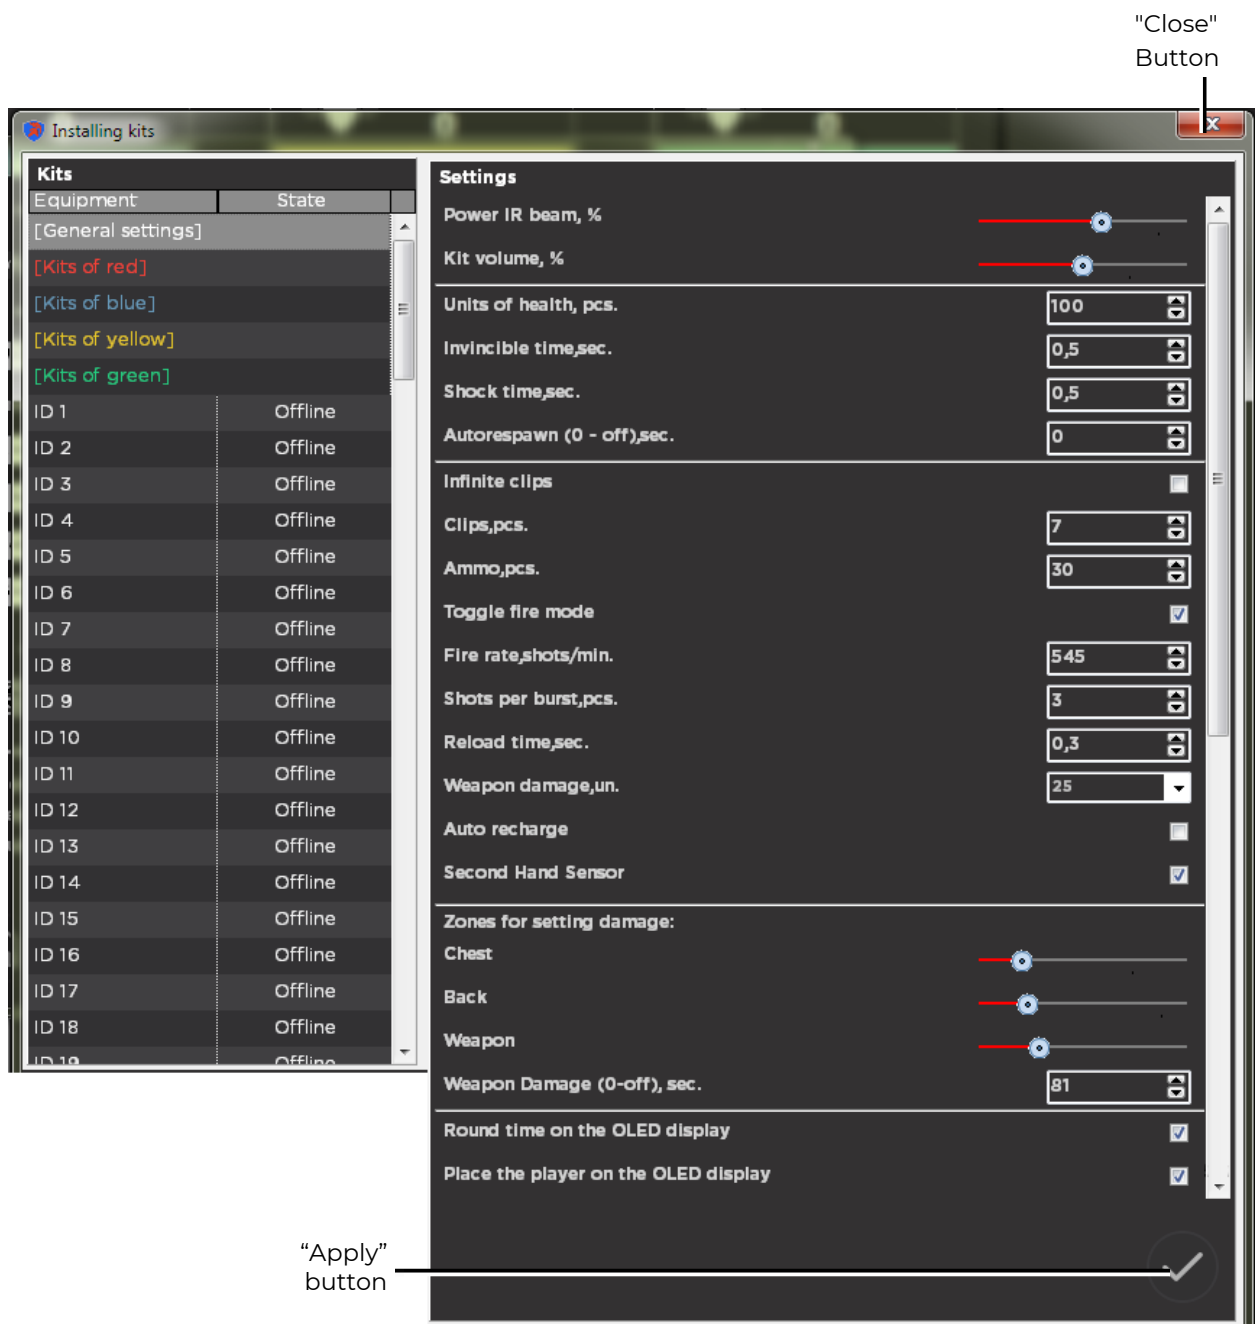 "Close"
Button
Installing kits
Kits
Equipment State
[General settings]
[Kits of red]
[Kits of blue]
[Kits of yellow]
[Kits of green]
ID 1 Offline
ID 2 Offline
ID 3 Offline
ID 4 Offline
ID 5 Offline
ID 6 Offline
ID 7 Offline
ID 8 Offline
ID 9 Offline
ID 10 Offline
ID 11 Offline
ID 12 Offline
ID 13 Offline
ID 14 Offline
ID 15 Offline
ID 16 Offline
ID 17 Offline
ID 18 Offline
ID 19 Offline
Settings
Power IR beam, %
Kit volume, %
Units of health, pcs. 100
Invincible time,sec. 0,5
Shock time,sec. 0,5
Autorespawn (0 - off),sec. 0
Infinite clips
Clips,pcs. 7
Ammo,pcs. 30
Toggle fire mode
Fire rate,shots/min. 545
Shots per burst,pcs. 3
Reload time,sec. 0,3
Weapon damage,un. 25
Auto recharge
Second Hand Sensor
Zones for setting damage:
Chest
Back
Weapon
Weapon Damage (0-off), sec. 81
Round time on the OLED display
Place the player on the OLED display
“Apply”
button